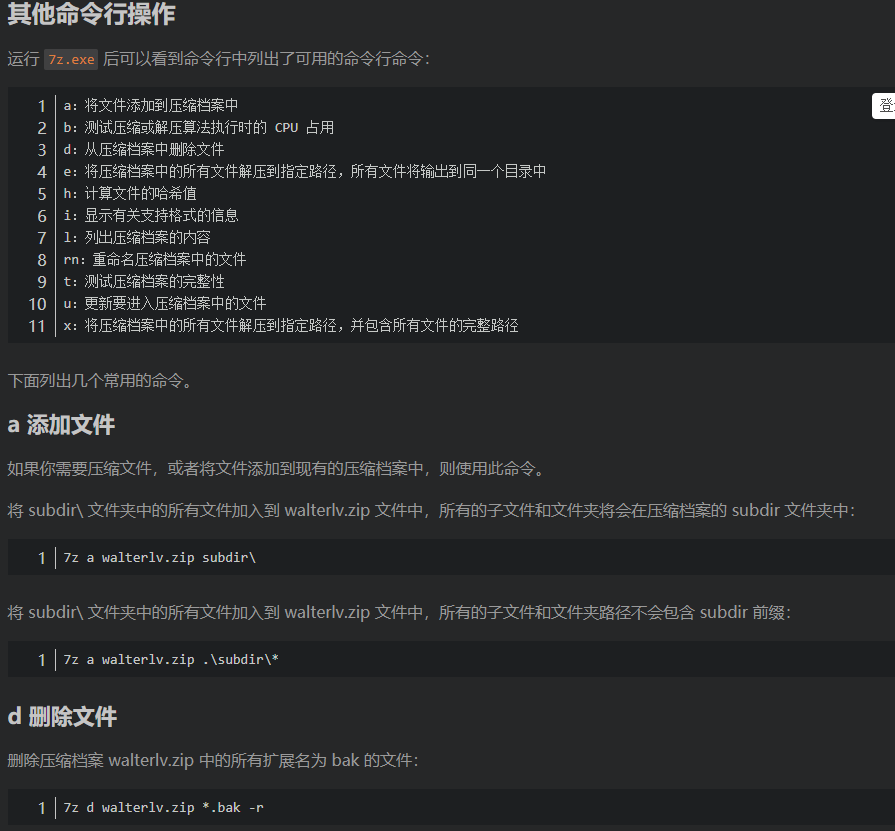 其他命令行操作
运行 7z.exe 后可以看到命令行中列出了可用的命令行命令：
1 a：将文件添加到压缩档案中
登
2 b：测试压缩或解压算法执行时的 CPU 占用
3 d：从压缩档案中删除文件
4 e：将压缩档案中的所有文件解压到指定路径，所有文件将输出到同一个目录中
5 h：计算文件的哈希值
6 i：显示有关支持格式的信息
7 l：列出压缩档案的内容
8 rn：重命名压缩档案中的文件
9 t：测试压缩档案的完整性
10 u：更新要进入压缩档案中的文件
11 x：将压缩档案中的所有文件解压到指定路径，并包含所有文件的完整路径
下面列出几个常用的命令。
a 添加文件
如果你需要压缩文件，或者将文件添加到现有的压缩档案中，则使用此命令。
将 subdir\ 文件夹中的所有文件加入到 walterlv.zip 文件中，所有的子文件和文件夹将会在压缩档案的 subdir 文件夹中：
1 7z a walterlv.zip subdir\
将 subdir\ 文件夹中的所有文件加入到 walterlv.zip 文件中，所有的子文件和文件夹路径不会包含 subdir 前缀：
1 7z a walterlv.zip .\subdir\*
d 删除文件
删除压缩档案 walterlv.zip 中的所有扩展名为 bak 的文件：
1 7z d walterlv.zip *.bak -r